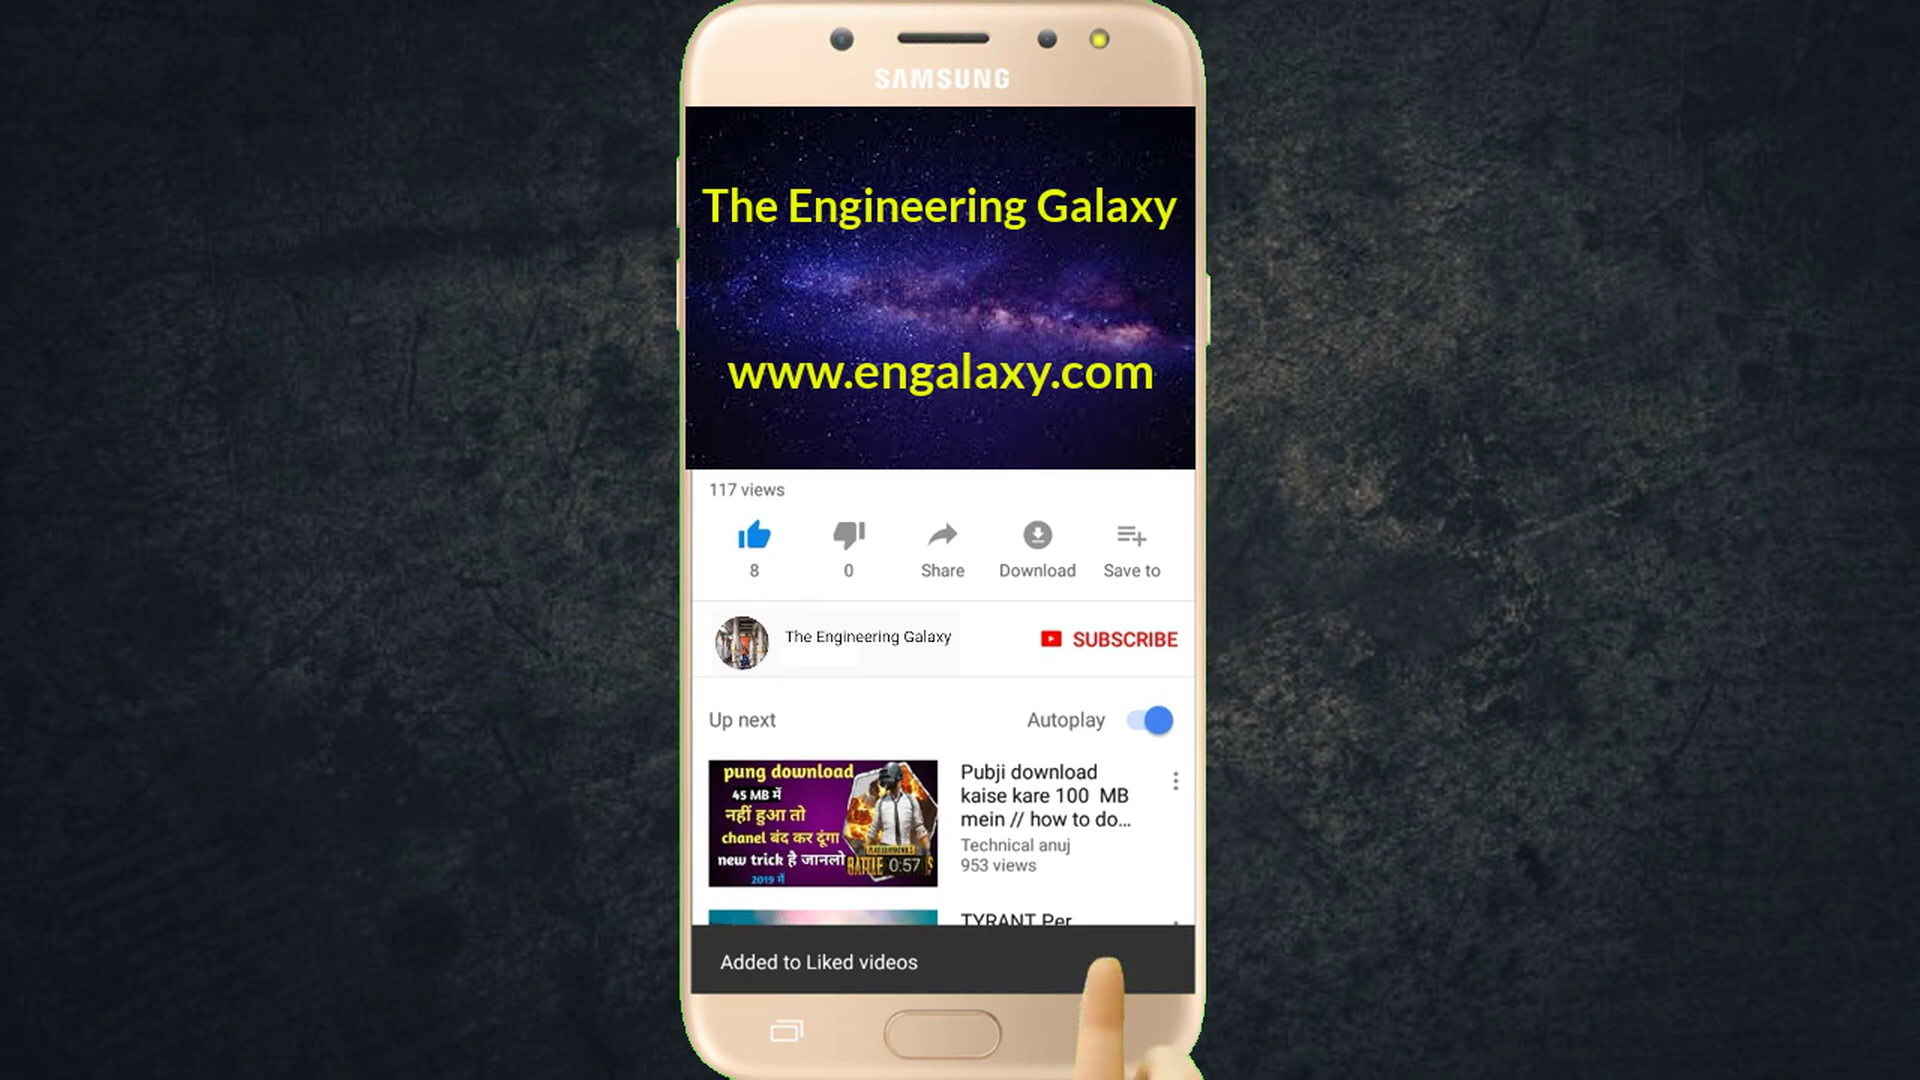 SAMSUNG
The Engineering Galaxy
www.engalaxy.com
117 views
8
0
Share
Download
Save to
The Engineering Galaxy
SUBSCRIBE
Up next
Autoplay
pung download
45 MB में
नहीं हुआ तो
chanel बंद कर दूंगा
new trick है जानलो
2019 में
0:57
Pubji download
kaise kare 100 MB
mein // how to do...
Technical anuj
953 views
TYRANT Per
Added to Liked videos